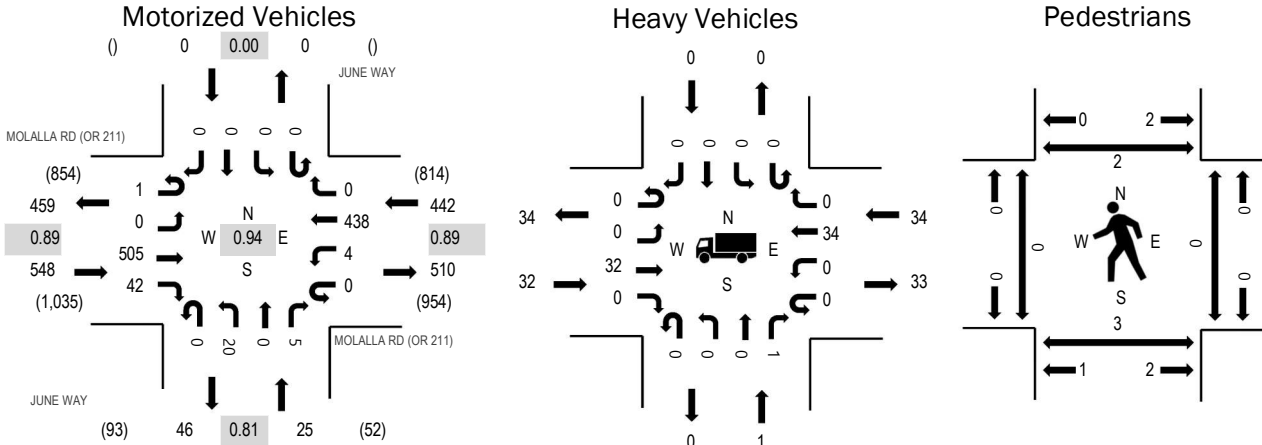 Motorized Vehicles
Heavy Vehicles
Pedestrians
() 0 0.00 0 ()
JUNE WAY
MOLALLA RD (OR 211)
0 0 0 0
(854)
459
0.89
548
(1,035)
1
0
505
42
N
W 0.94 E
S
0
438
4
0
(814)
442
0.89
510
(954)
0 20 0 5
MOLALLA RD (OR 211)
JUNE WAY
(93) 46 0.81 25 (52)
0 0
0 0 0 0
34
32
0
0
32
0
N
W E
S
0
34
0
0
34
33
0 0 0 1
0 1
0 2
2
0
0
0
N
W E
S
0
0
0
3
1 2